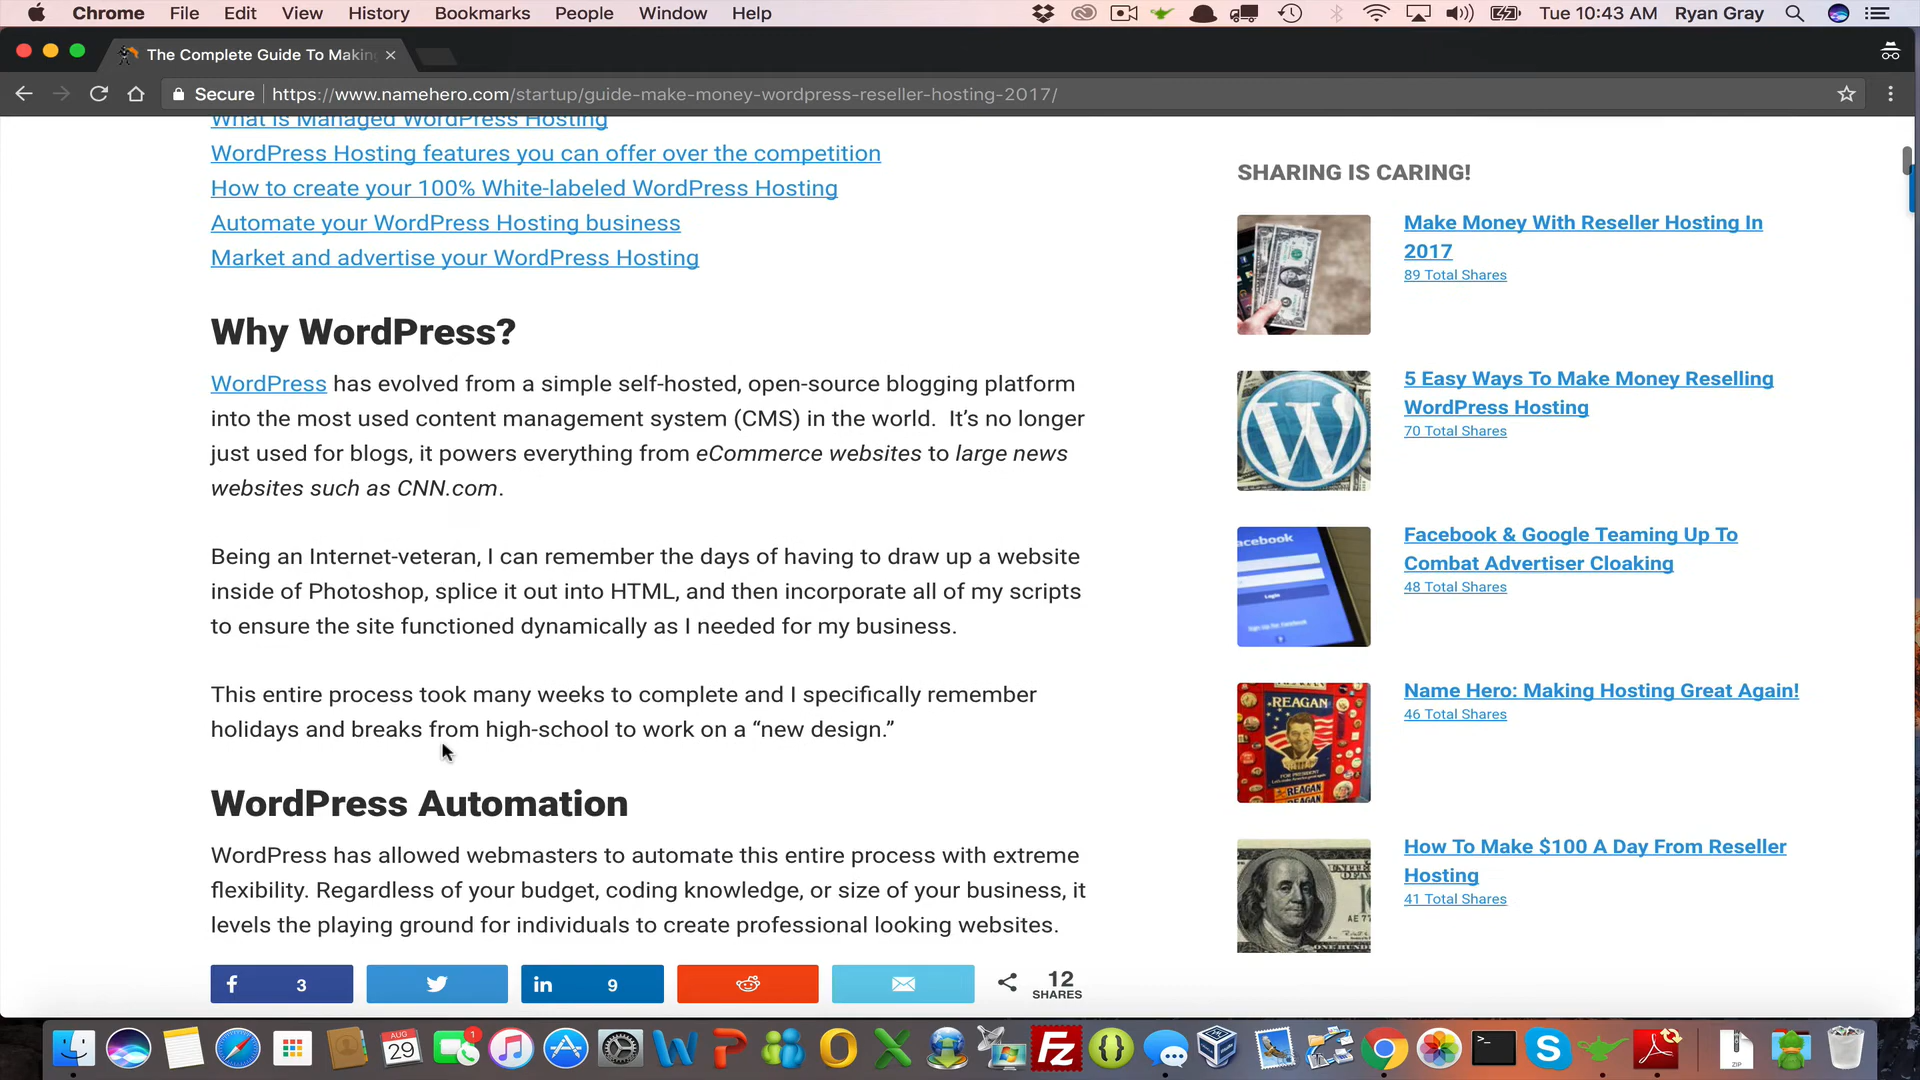 Chrome File Edit View History Bookmarks People Window Help Tue 10:43 AM Ryan Gray
The Complete Guide To Makin
Secure https://www.namehero.com/startup/guide-make-money-wordpress-reseller-hosting-2017/
What is Managed WordPress Hosting
WordPress Hosting features you can offer over the competition
How to create your 100% White-labeled WordPress Hosting
Automate your WordPress Hosting business
Market and advertise your WordPress Hosting
Why WordPress?
WordPress has evolved from a simple self-hosted, open-source blogging platform
into the most used content management system (CMS) in the world.  It’s no longer
just used for blogs, it powers everything from eCommerce websites to large news
websites such as CNN.com.
Being an Internet-veteran, I can remember the days of having to draw up a website
inside of Photoshop, splice it out into HTML, and then incorporate all of my scripts
to ensure the site functioned dynamically as I needed for my business.
This entire process took many weeks to complete and I specifically remember
holidays and breaks from high-school to work on a “new design.”
WordPress Automation
WordPress has allowed webmasters to automate this entire process with extreme
flexibility. Regardless of your budget, coding knowledge, or size of your business, it
levels the playing ground for individuals to create professional looking websites.
3
9
12
SHARES
SHARING IS CARING!
Make Money With Reseller Hosting In
2017
89 Total Shares
5 Easy Ways To Make Money Reselling
WordPress Hosting
70 Total Shares
Facebook & Google Teaming Up To
Combat Advertiser Cloaking
48 Total Shares
acebook
Login
Sign Up for Facebook
Name Hero: Making Hosting Great Again!
46 Total Shares
REAGAN
FOR PRESIDENT
REAGAN
How To Make $100 A Day From Reseller
Hosting
41 Total Shares
AUG
29
1
ZIP